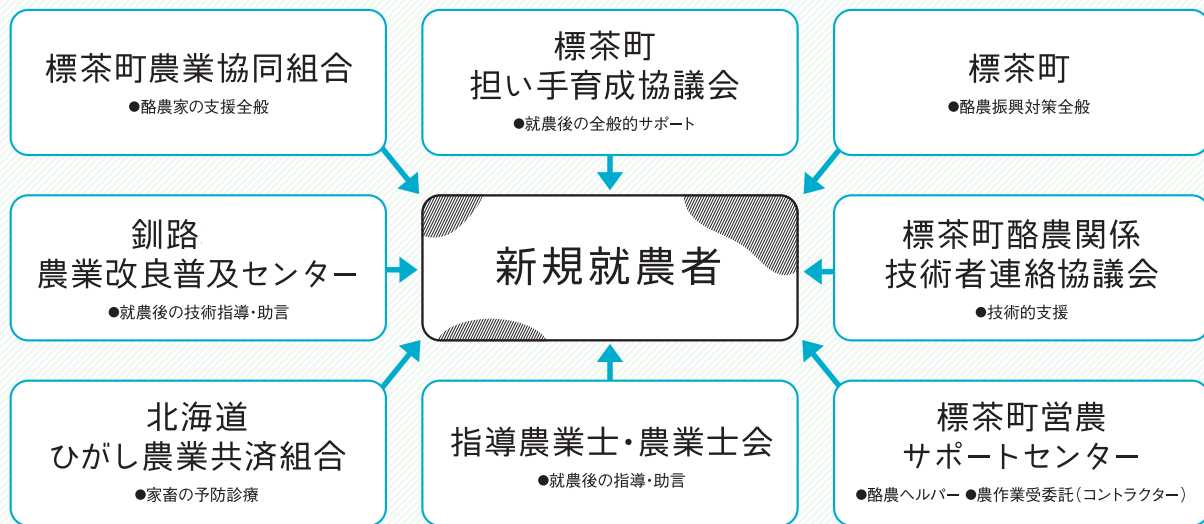 標茶町農業協同組合
●酪農家の支援全般
標茶町
担い手育成協議会
●就農後の全般的サポート
標茶町
●酪農振興対策全般
釧路
農業改良普及センター
●就農後の技術指導・助言
新規就農者
標茶町酪農関係
技術者連絡協議会
●技術的支援
北海道
ひがし農業共済組合
●家畜の予防診療
指導農業士・農業士会
●就農後の指導・助言
標茶町営農
サポートセンター
●酪農ヘルパー ●農作業受委託（コントラクター）